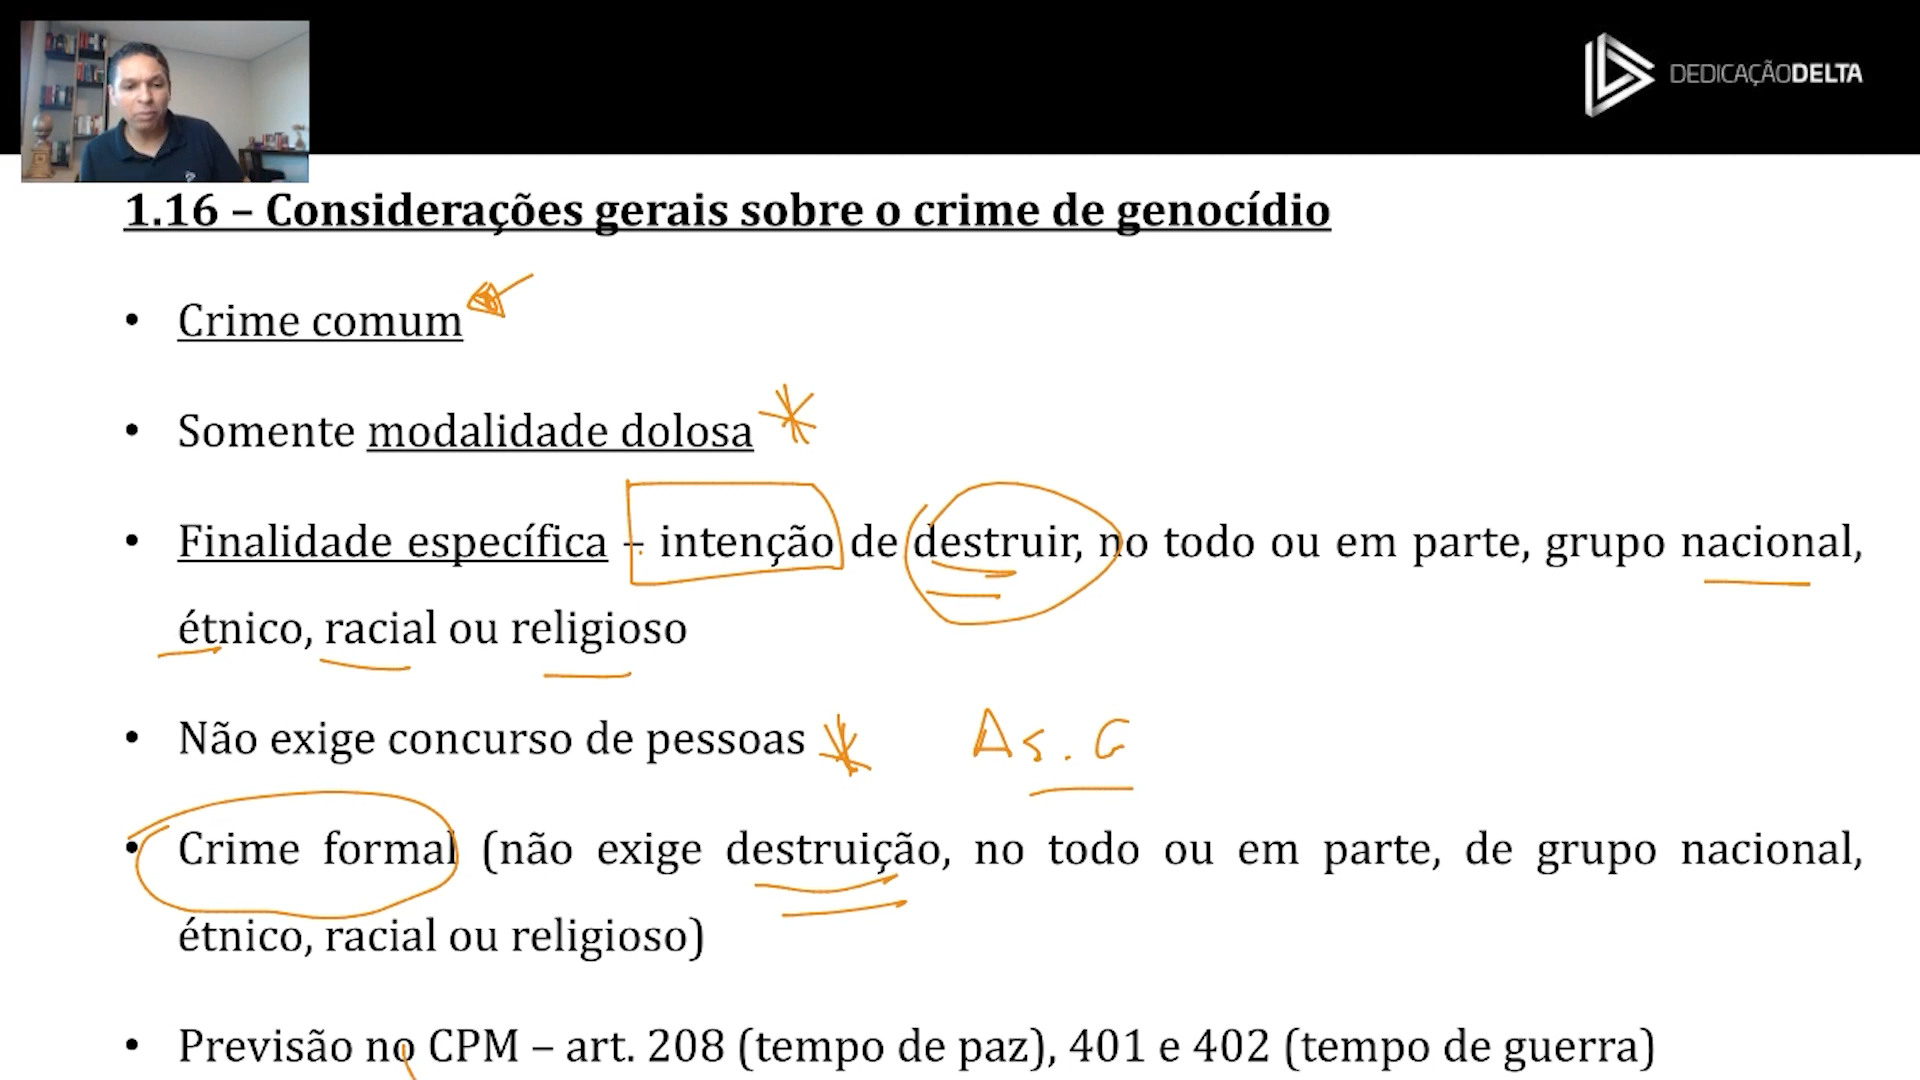 DEDICAÇÃODELTA
1.16 – Considerações gerais sobre o crime de genocídio
• Crime comum
• Somente modalidade dolosa
• Finalidade específica – intenção de destruir, no todo ou em parte, grupo nacional,
étnico, racial ou religioso
• Não exige concurso de pessoas As. G
• Crime formal (não exige destruição, no todo ou em parte, de grupo nacional,
étnico, racial ou religioso)
• Previsão no CPM – art. 208 (tempo de paz), 401 e 402 (tempo de guerra)